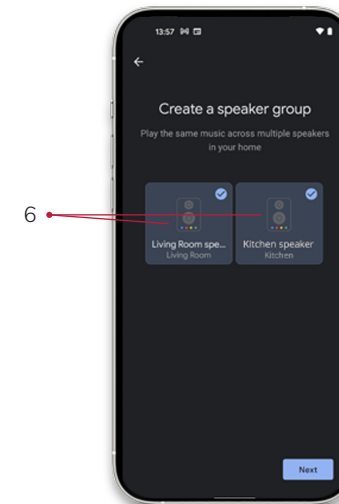 13:57
Create a speaker group
Play the same music across multiple speakers
in your home
6
Living Room spe...
Living Room
Kitchen speaker
Kitchen
Next